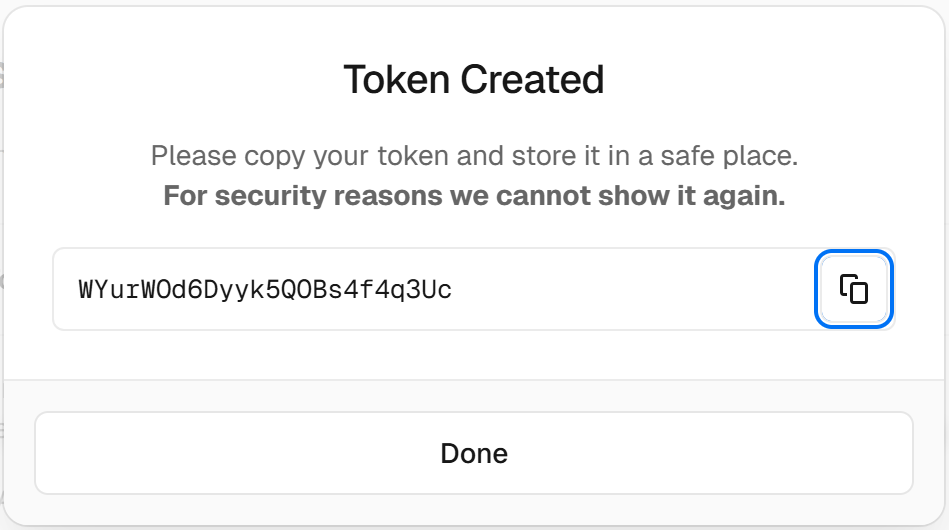 Token Created
Please copy your token and store it in a safe place.
For security reasons we cannot show it again.
WYurWOd6Dyyk5QOBs4f4q3Uc
Done